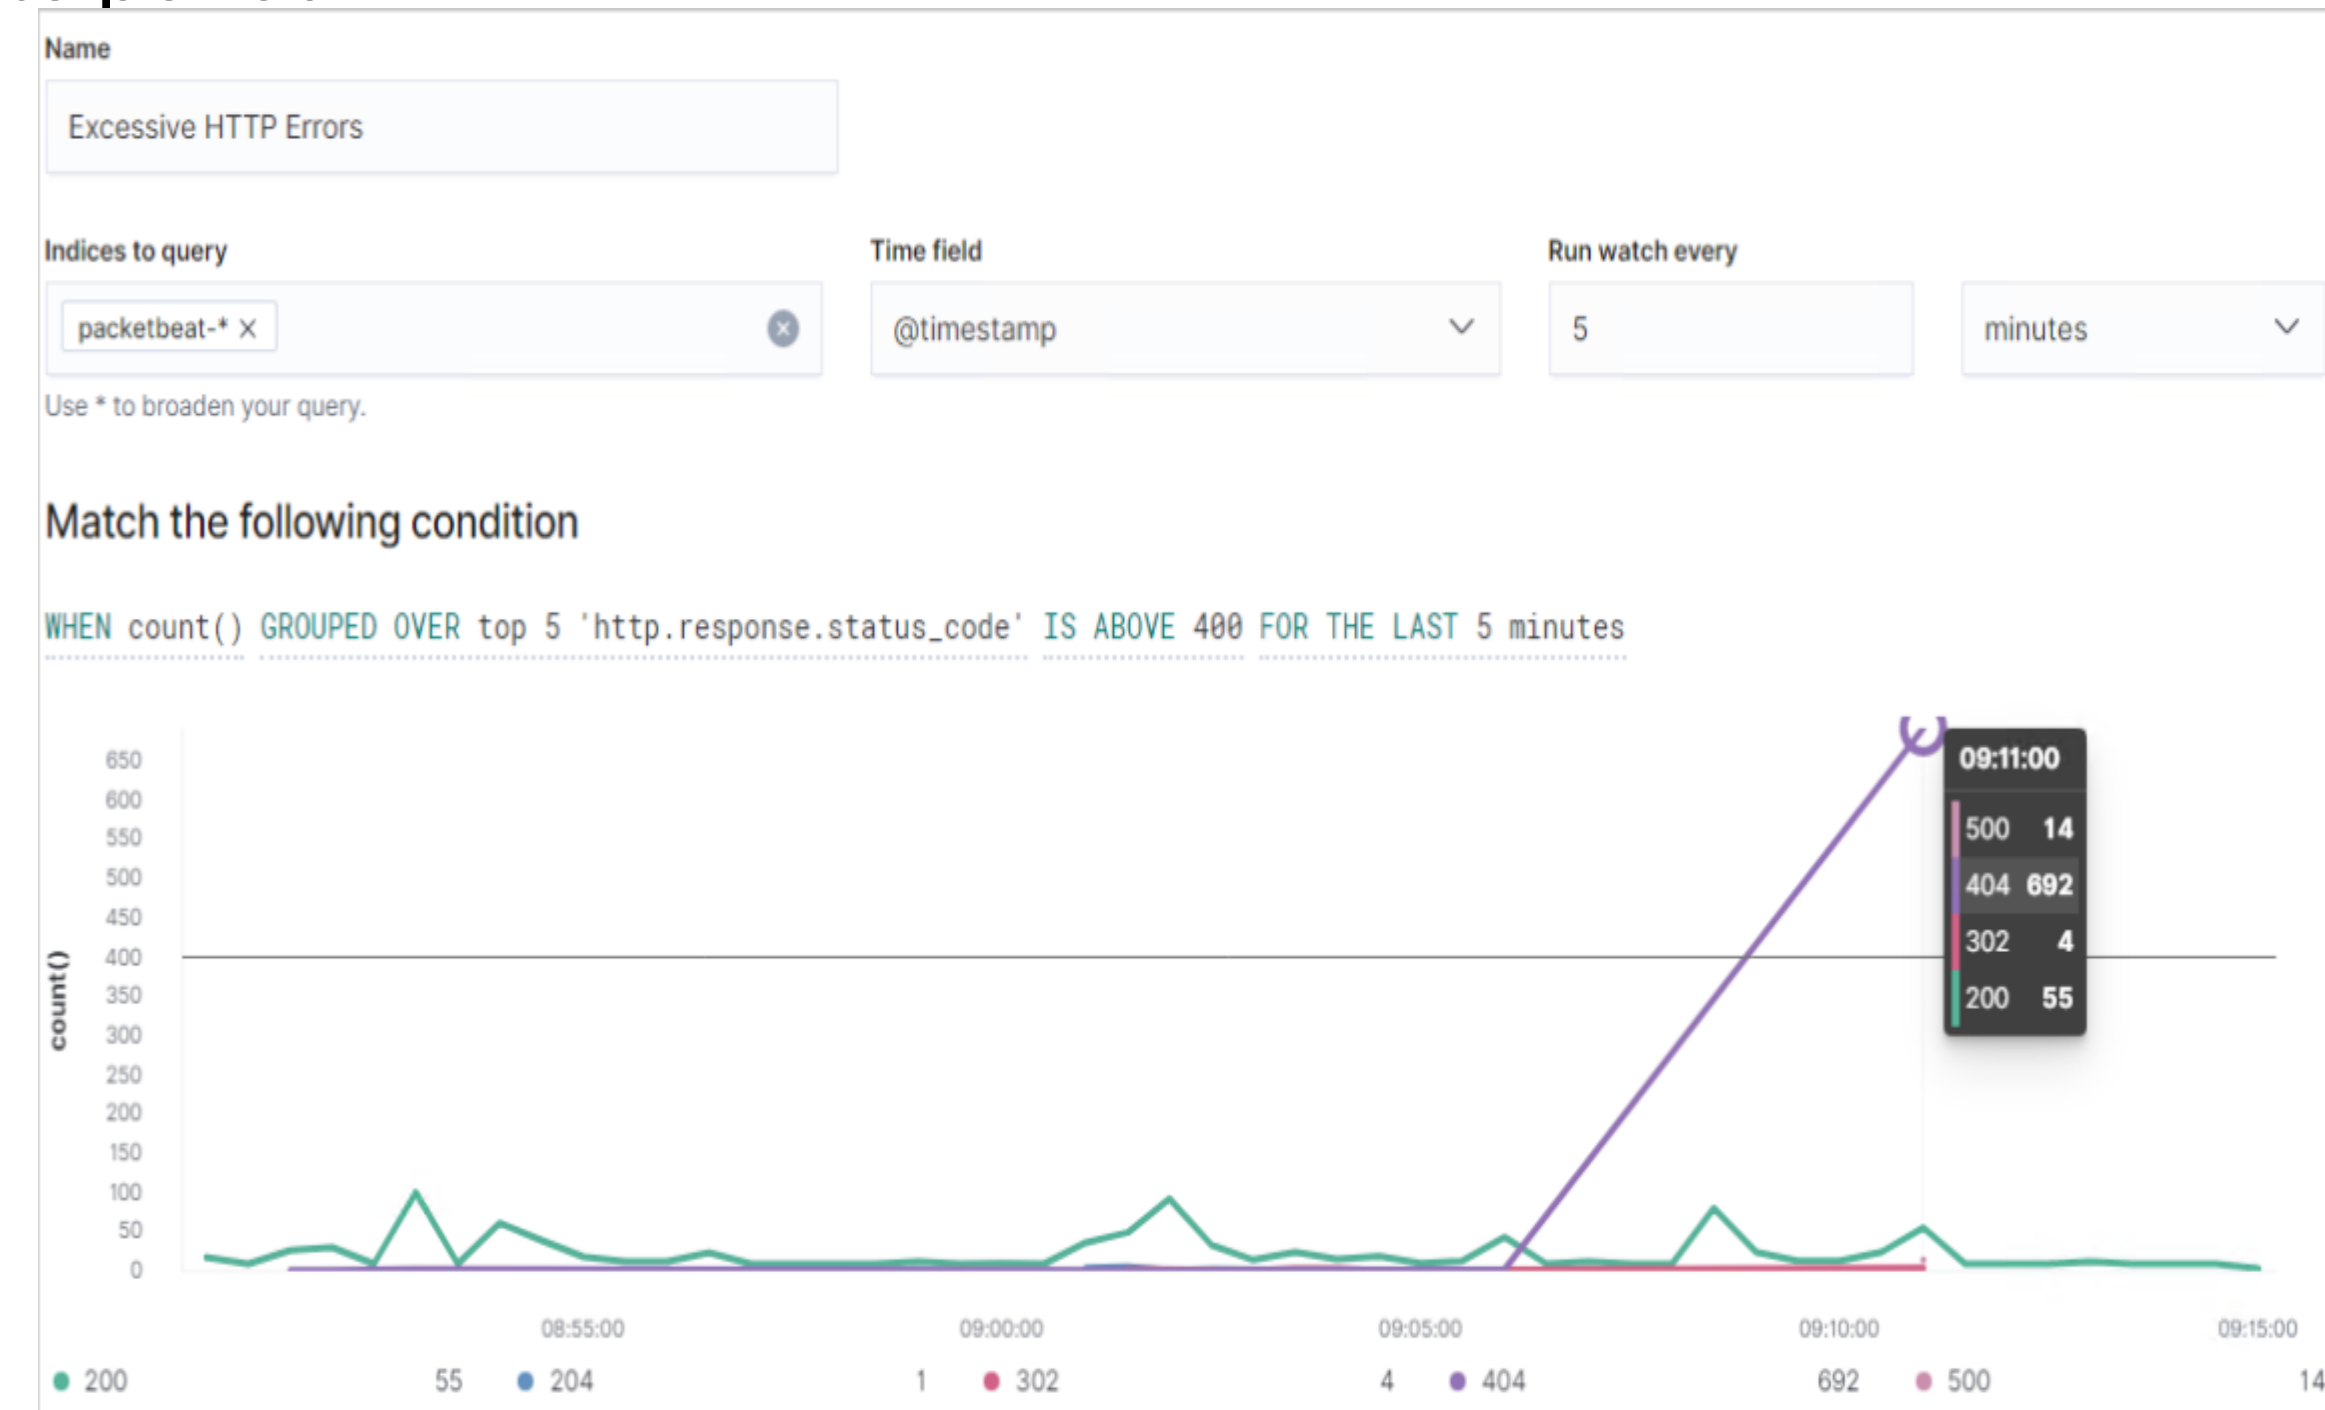 Name
Excessive HTTP Errors
Indices to query Time field Run watch every
packetbeat-* @timestamp 5 minutes
Use * to broaden your query.
Match the following condition
WHEN count() GROUPED OVER top 5 'http.response.status_code' IS ABOVE 400 FOR THE LAST 5 minutes
count()
650
600
550
500
450
400
350
300
250
200
150
100
50
0
09:11:00
500 14
404 692
302 4
200 55
08:55:00 09:00:00 09:05:00 09:10:00 09:15:00
200 55 204 1 302 4 404 692 500 14